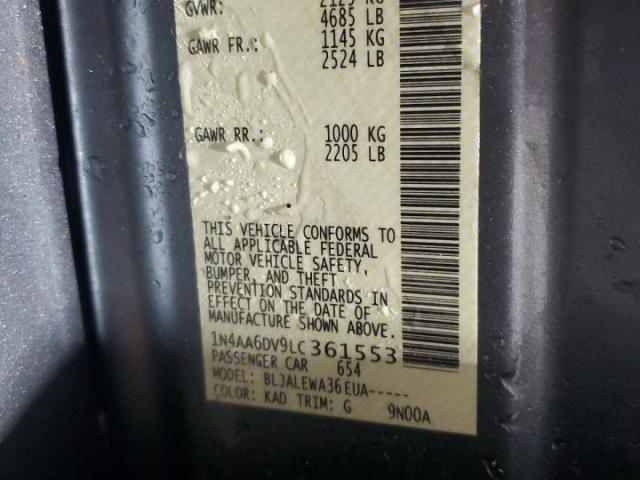 GVWR: 2125 KG
4685 LB
GAWR FR.: 1145 KG
2524 LB
GAWR RR.: 1000 KG
2205 LB
THIS VEHICLE CONFORMS TO
ALL APPLICABLE FEDERAL
MOTOR VEHICLE SAFETY,
BUMPER, AND THEFT
PREVENTION STANDARDS IN
EFFECT ON THE DATE OF
MANUFACTURE SHOWN ABOVE.
1N4AA6DV9LC361553
PASSENGER CAR 654
MODEL: BLJALEWA36EUA-----
COLOR: KAD TRIM: G 9N00A